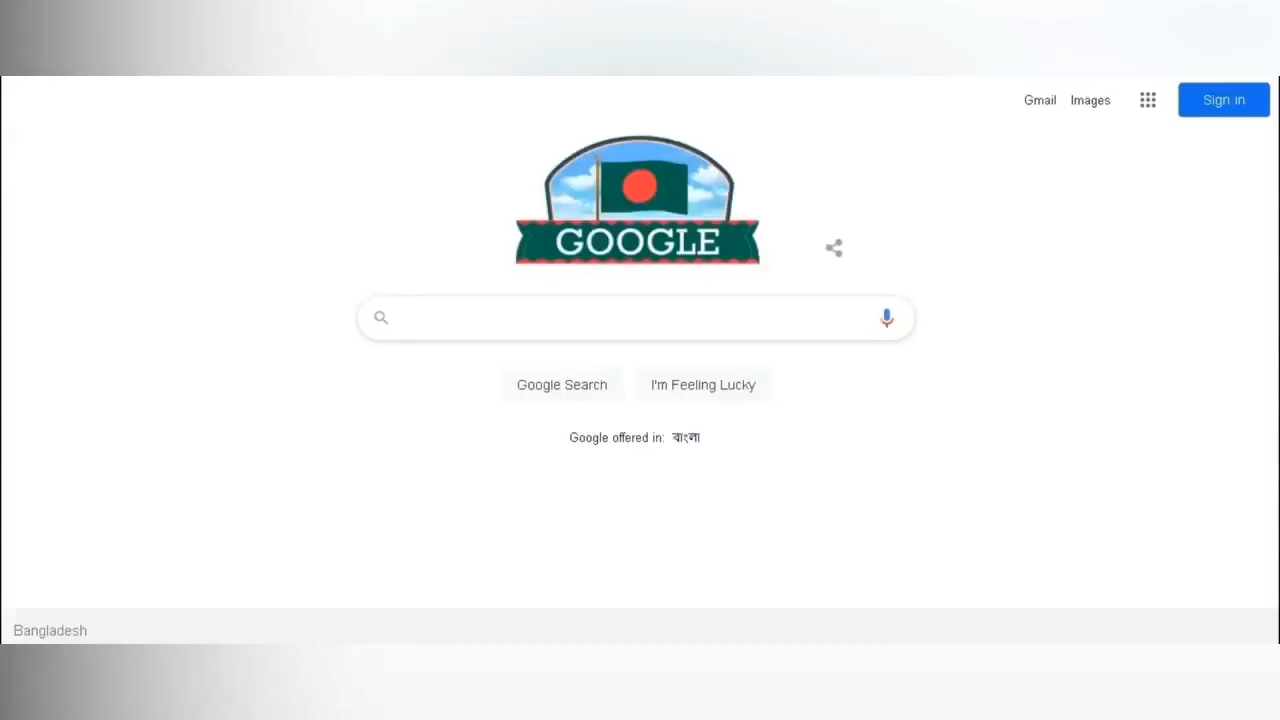 Gmail Images Sign in
GOOGLE
Google Search I'm Feeling Lucky
Google offered in: বাংলা
Bangladesh